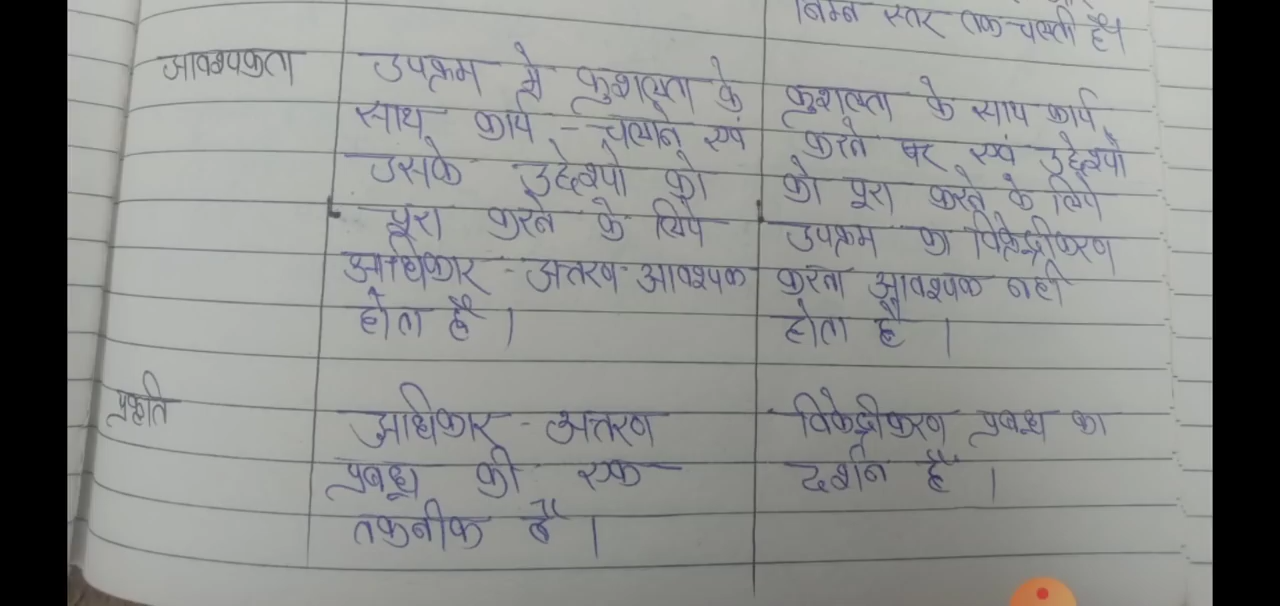 निम्न स्तर तक चलती है।
आवश्यकता
उपक्रम मे कुशलता के
साथ कार्य - चलाने एवं
उसके उद्देश्यो को
पूरा करने के लिये
अधिकार - अन्तरण आवश्यक
होता है ।
कुशलता के साथ कार्य
करने पर एवं उद्देश्यो
को पूरा करने के लिये
उपक्रम का विकेन्द्रीकरण
करना आवश्यक नही
होता है ।
प्रकृति
अधिकार - अन्तरण
प्रबन्ध की एक
तकनीक है ।
विकेन्द्रीकरण प्रबन्ध का
दर्शन है ।